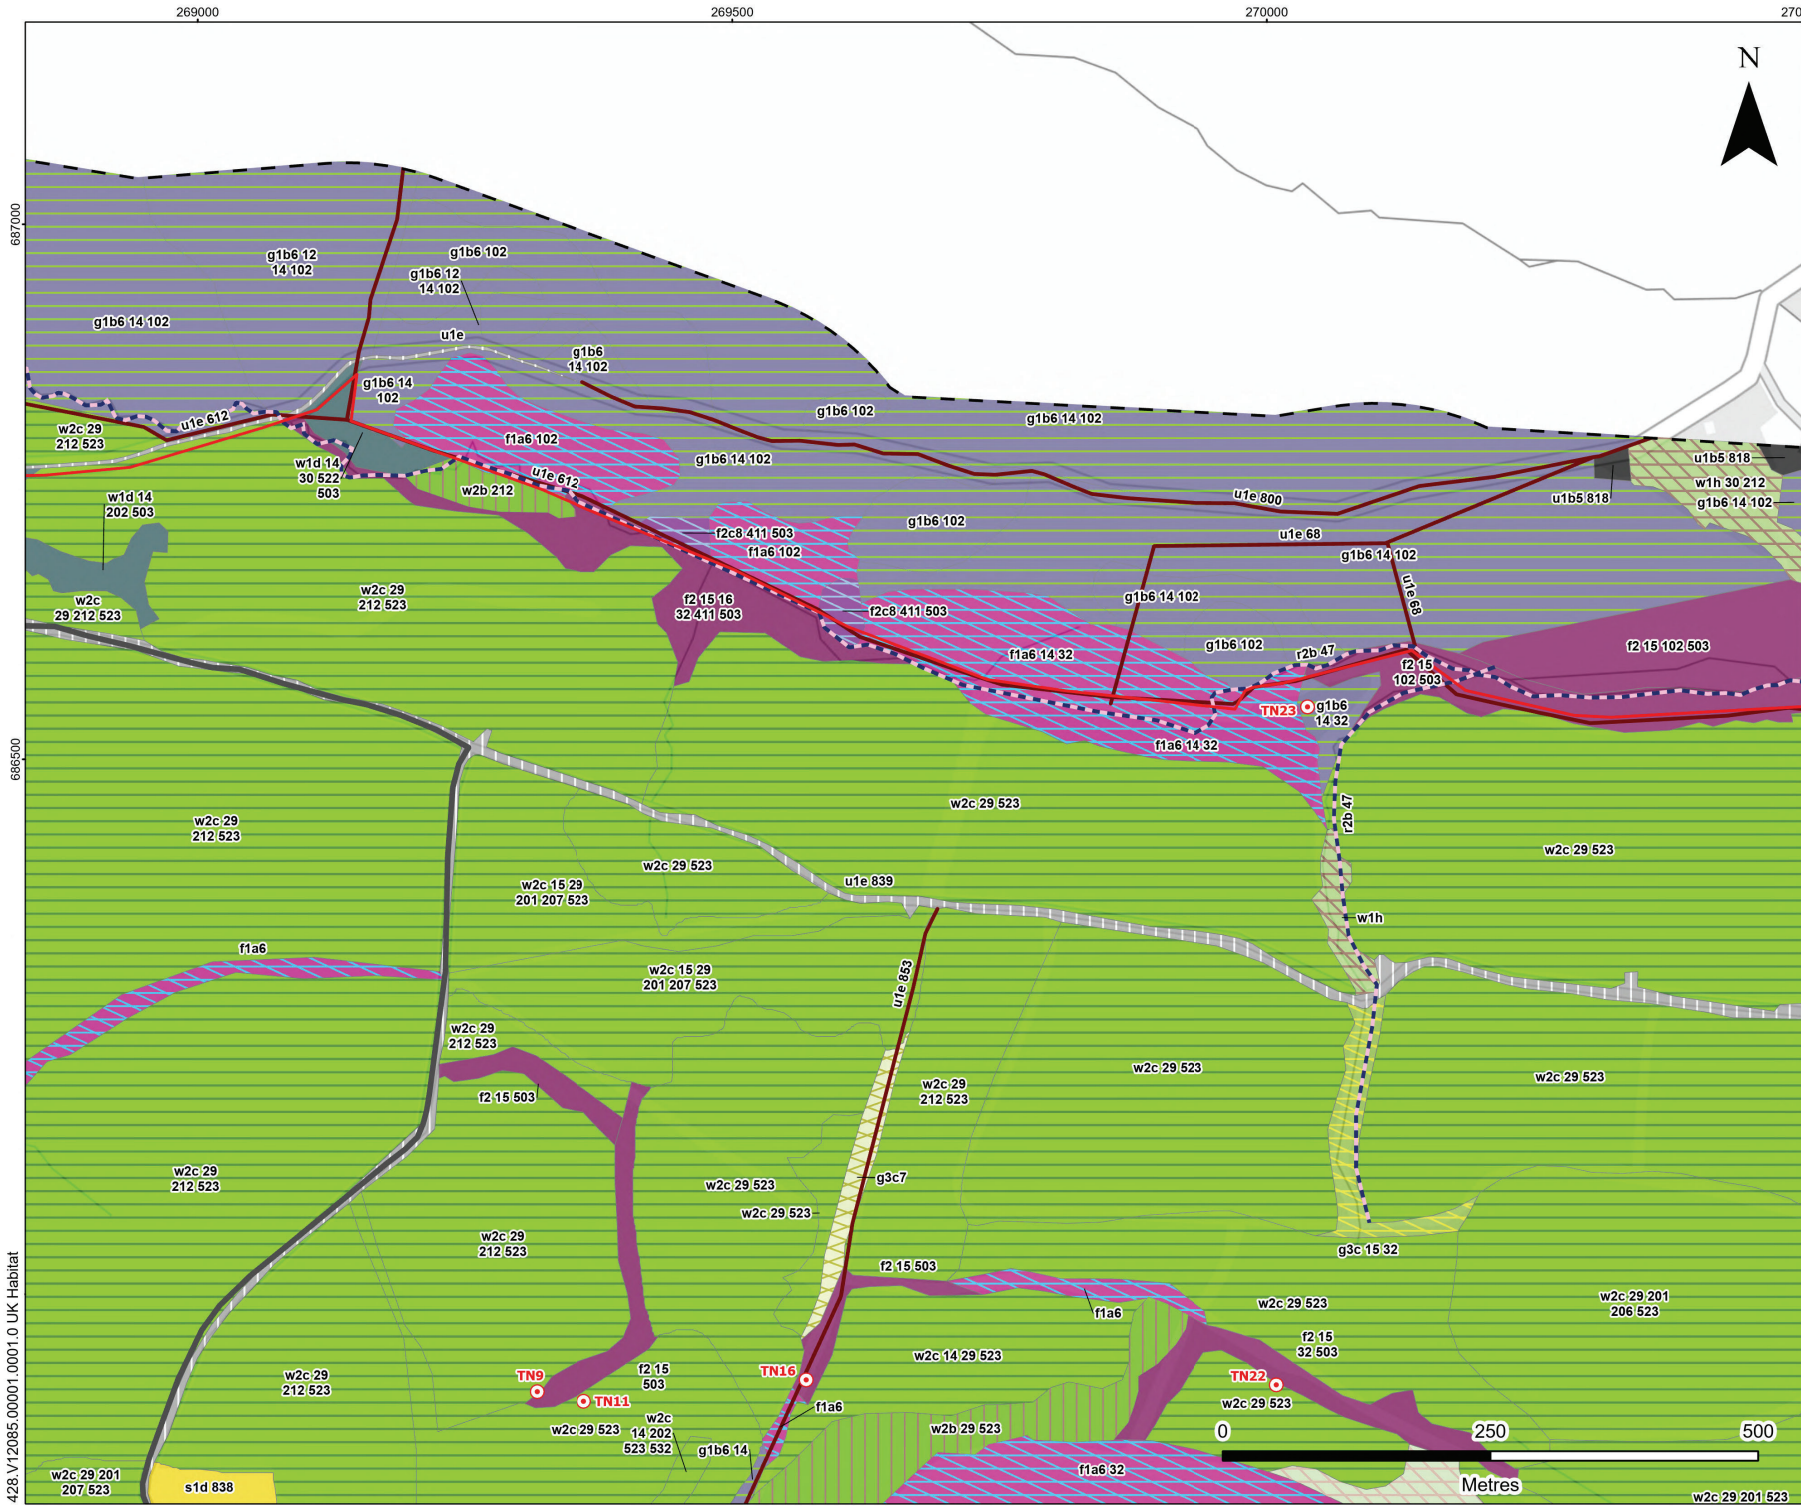 269000
269500
270000
270
N
687000
686500
428.V12085.00001.0001.0 UK Habitat
g1b6 12
14 102
g1b6 102
g1b6 12
14 102
g1b6 14 102
u1e
g1b6
14 102
g1b6 14
102
g1b6 102
g1b6 14 102
u1e 612
w2c 29
212 523
f1a6 102
g1b6 14 102
u1b5 818
w1h 30 212
g1b6 14 102
u1b5 818
w1d 14
30 522
503
u1e 612
w2b 212
u1e 800
w1d 14
202 503
g1b6 102
f2c8 411 503
f1a6 102
u1e 68
g1b6 14 102
w2c
29 212 523
w2c 29
212 523
f2 15 16
32 411 503
f2c8 411 503
g1b6 14 102
u1e 68
g1b6 102
r2b 47
f2 15 102 503
f1a6 14 32
f2 15
102 503
TN23
g1b6
14 32
f1a6 14 32
w2c 29 523
r2b 47
w2c 29
212 523
w2c 29 523
w2c 29 523
u1e 839
w2c 15 29
201 207 523
w1h
f1a6
w2c 15 29
201 207 523
u1e 853
w2c 29
212 523
w2c 29 523
w2c 29 523
f2 15 503
w2c 29
212 523
w2c 29
212 523
g3c7
w2c 29 523
w2c 29 523
w2c 29
212 523
g3c 15 32
f2 15 503
w2c 29 523
w2c 29 201
206 523
f1a6
f2 15
32 503
w2c 14 29 523
w2c 29
212 523
TN9
TN11
f2 15
503
TN16
TN22
w2c 29 523
f1a6
w2c 29 523
w2c
14 202
523 532
w2b 29 523
g1b6 14
0
250
500
Metres
w2c 29 201
207 523
s1d 838
f1a6 32
w2c 29 201 523